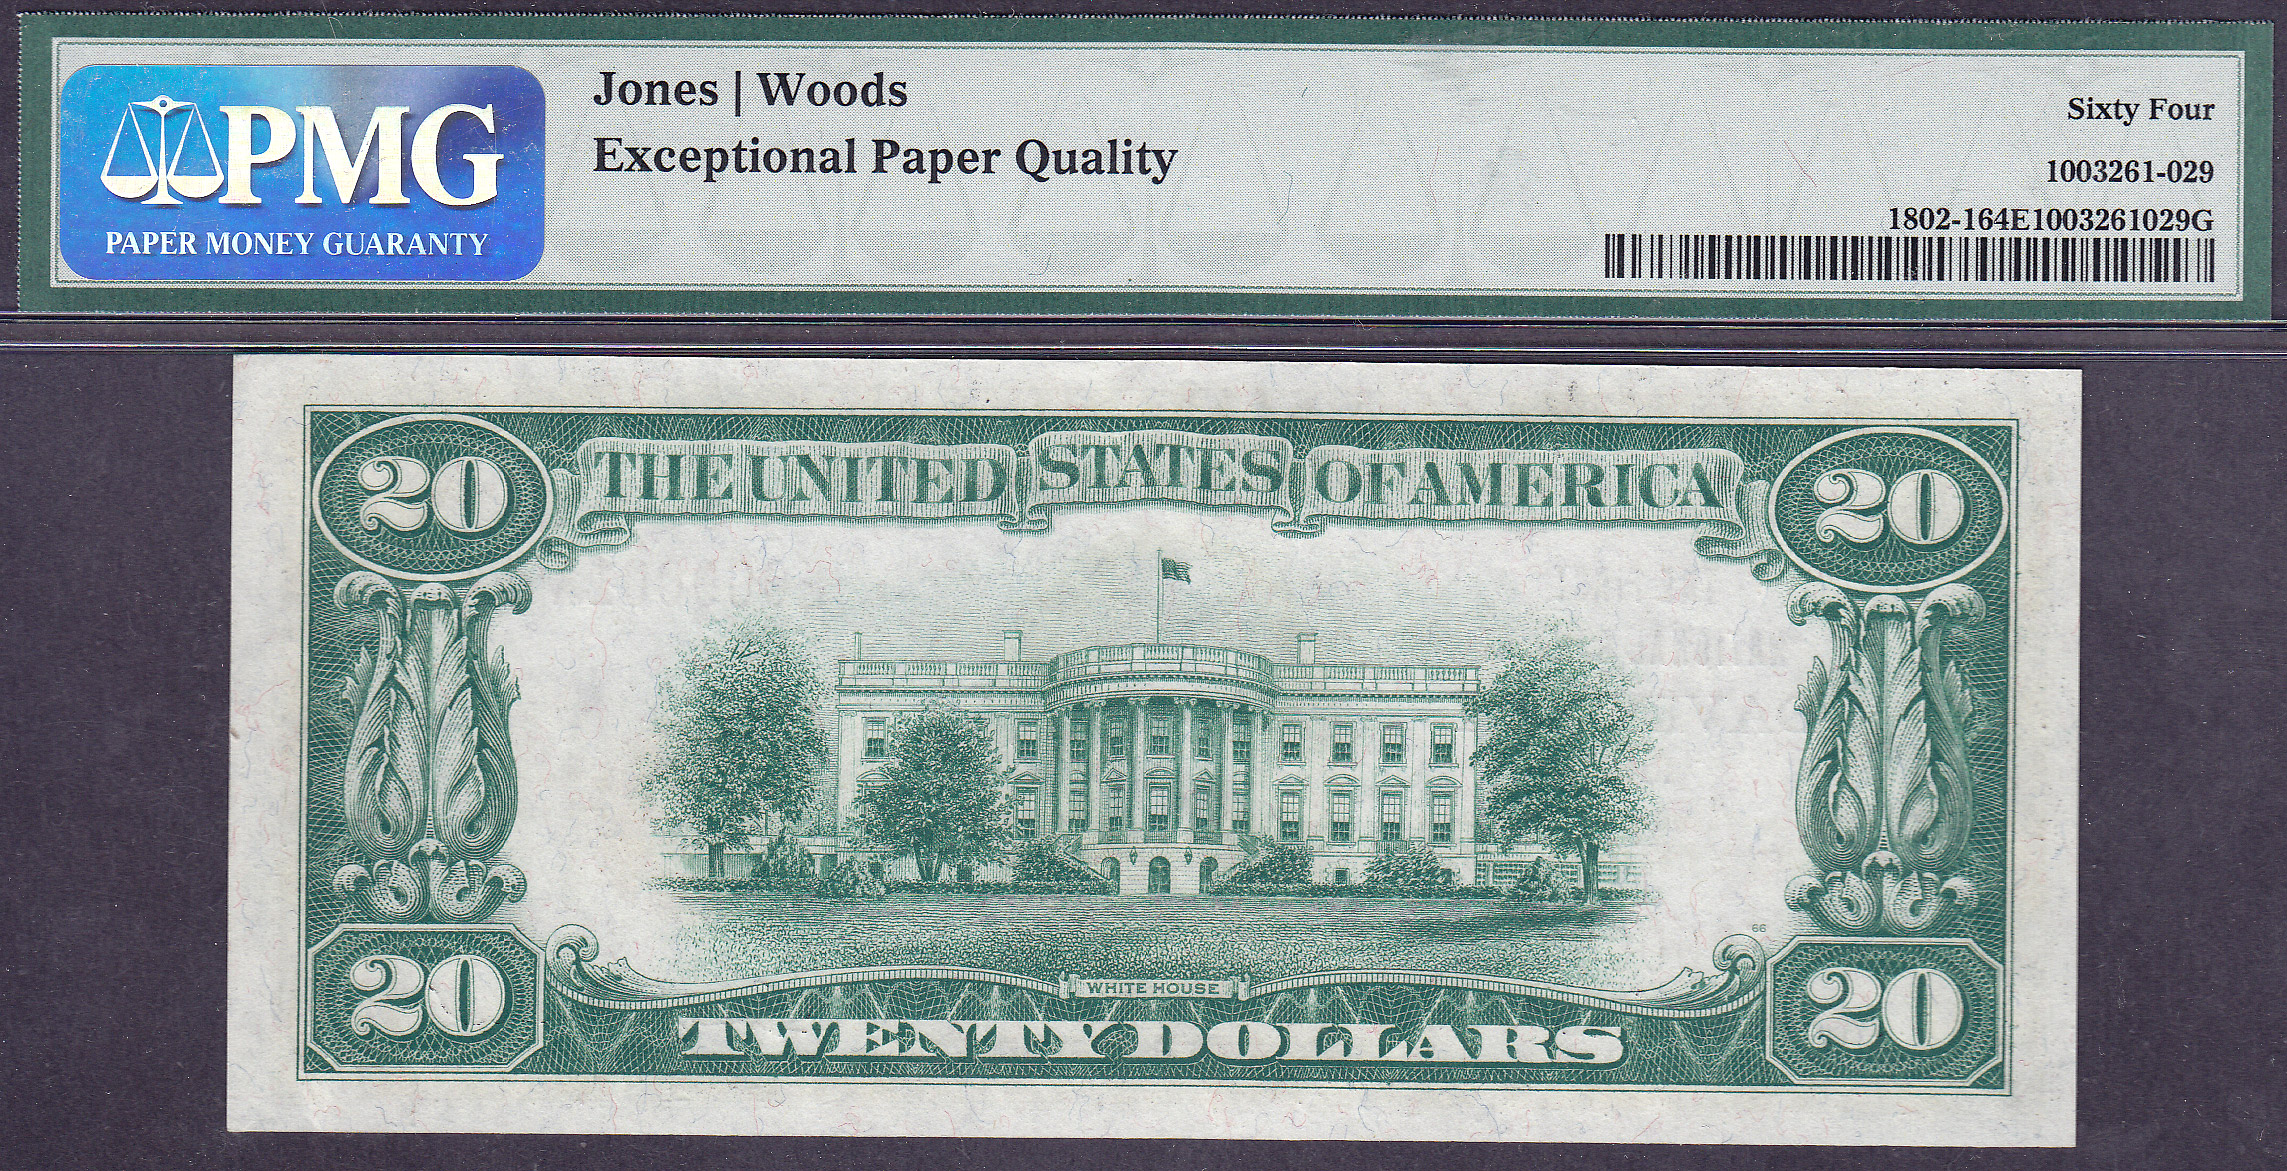 PMG
PAPER MONEY GUARANTY
Jones | Woods
Exceptional Paper Quality
Sixty Four
1003261-029
1802-164E1003261029G
20 THE UNITED STATES OF AMERICA 20
66
20 WHITE HOUSE 20
TWENTY DOLLARS